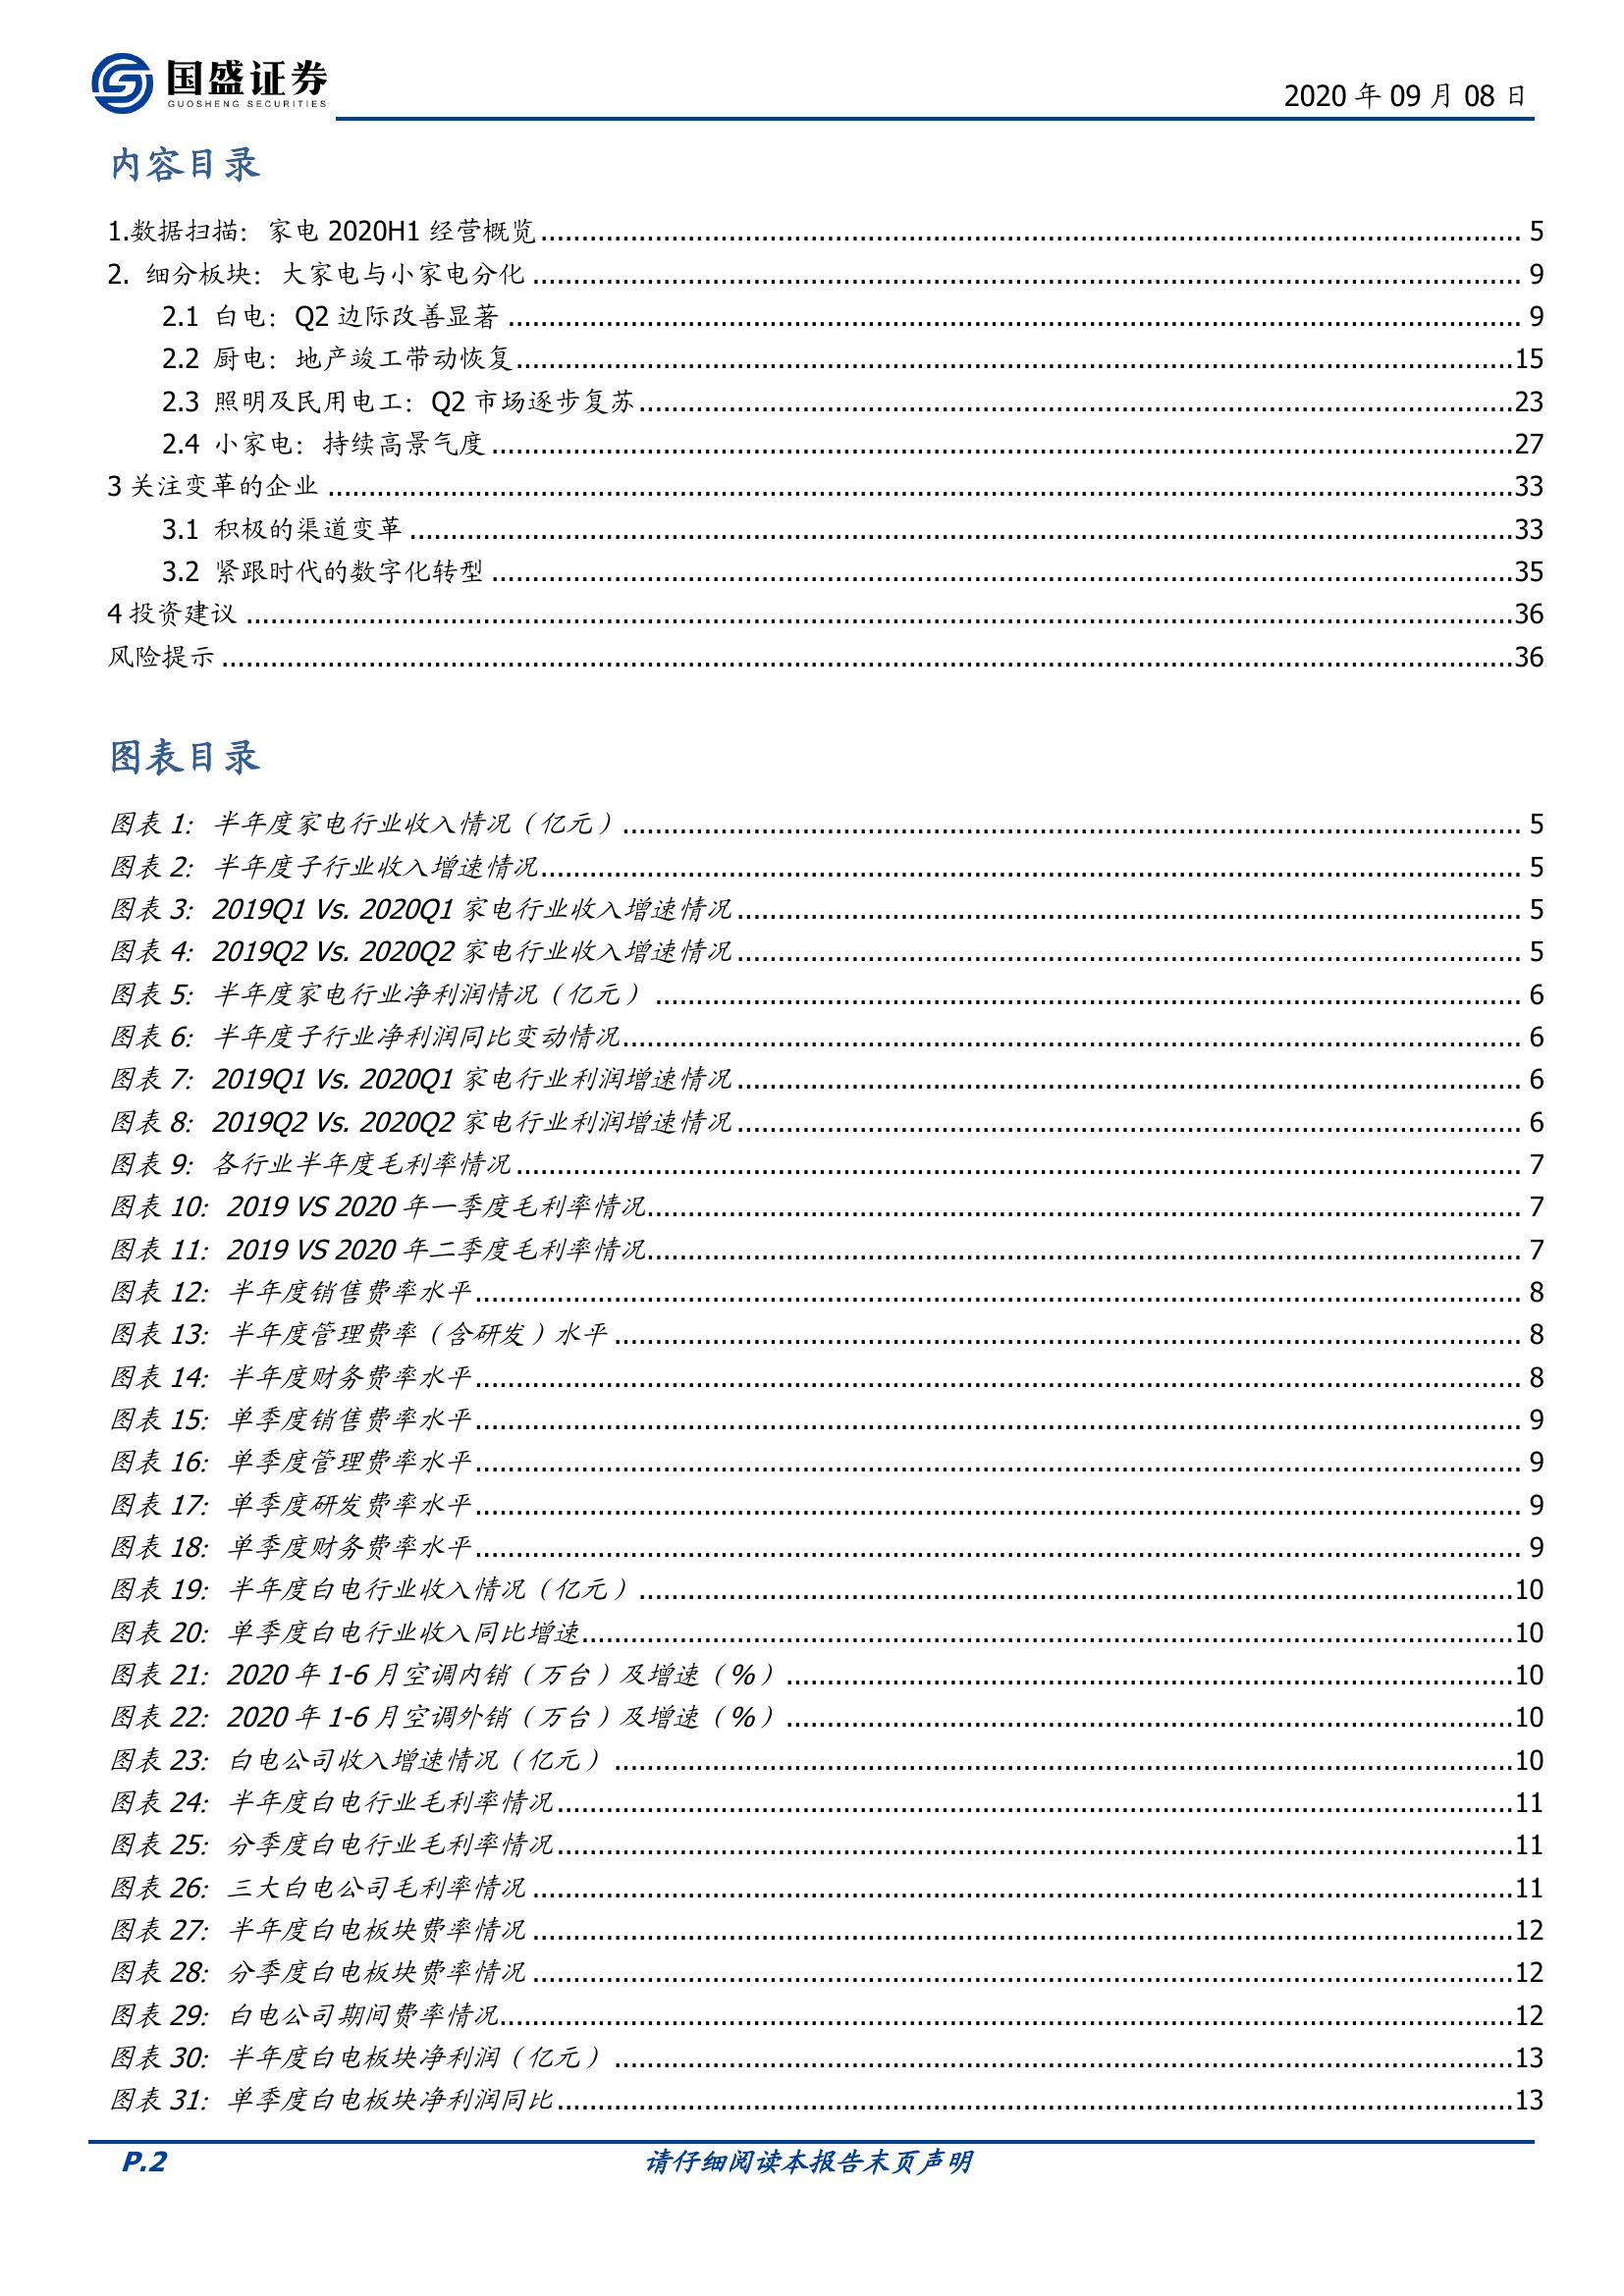 国盛证券
GUOSHENG SECURITIES
2020 年 09 月 08 日
内容目录
1.数据扫描：家电 2020H1 经营概览 5
2. 细分板块：大家电与小家电分化 9
2.1 白电：Q2 边际改善显著 9
2.2 厨电：地产竣工带动恢复 15
2.3 照明及民用电工：Q2 市场逐步复苏 23
2.4 小家电：持续高景气度 27
3 关注变革的企业 33
3.1 积极的渠道变革 33
3.2 紧跟时代的数字化转型 35
4 投资建议 36
风险提示 36
图表目录
图表 1：半年度家电行业收入情况（亿元） 5
图表 2：半年度子行业收入增速情况 5
图表 3：2019Q1 Vs. 2020Q1 家电行业收入增速情况 5
图表 4：2019Q2 Vs. 2020Q2 家电行业收入增速情况 5
图表 5：半年度家电行业净利润情况（亿元） 6
图表 6：半年度子行业净利润同比变动情况 6
图表 7：2019Q1 Vs. 2020Q1 家电行业利润增速情况 6
图表 8：2019Q2 Vs. 2020Q2 家电行业利润增速情况 6
图表 9：各行业半年度毛利率情况 7
图表 10：2019 VS 2020 年一季度毛利率情况 7
图表 11：2019 VS 2020 年二季度毛利率情况 7
图表 12：半年度销售费率水平 8
图表 13：半年度管理费率（含研发）水平 8
图表 14：半年度财务费率水平 8
图表 15：单季度销售费率水平 9
图表 16：单季度管理费率水平 9
图表 17：单季度研发费率水平 9
图表 18：单季度财务费率水平 9
图表 19：半年度白电行业收入情况（亿元） 10
图表 20：单季度白电行业收入同比增速 10
图表 21：2020 年 1-6 月空调内销（万台）及增速（%） 10
图表 22：2020 年 1-6 月空调外销（万台）及增速（%） 10
图表 23：白电公司收入增速情况（亿元） 10
图表 24：半年度白电行业毛利率情况 11
图表 25：分季度白电行业毛利率情况 11
图表 26：三大白电公司毛利率情况 11
图表 27：半年度白电板块费率情况 12
图表 28：分季度白电板块费率情况 12
图表 29：白电公司期间费率情况 12
图表 30：半年度白电板块净利润（亿元） 13
图表 31：单季度白电板块净利润同比 13
P.2
请仔细阅读本报告末页声明